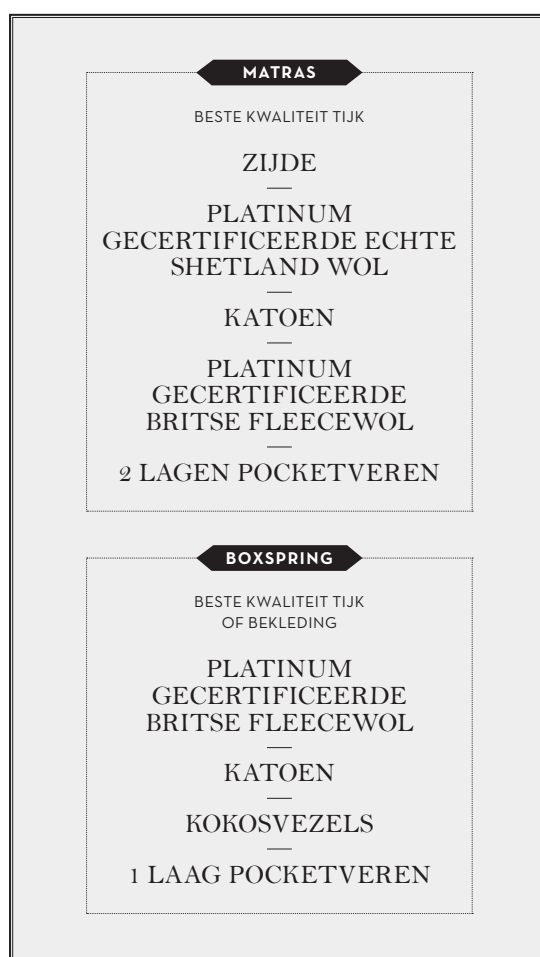 MATRAS
BESTE KWALITEIT TIJK
ZIJDE
PLATINUM
GECERTIFICEERDE ECHTE
SHETLAND WOL
KATOEN
PLATINUM
GECERTIFICEERDE
BRITSE FLEECEWOL
2 LAGEN POCKETVEREN
BOXSPRING
BESTE KWALITEIT TIJK
OF BEKLEDING
PLATINUM
GECERTIFICEERDE
BRITSE FLEECEWOL
KATOEN
KOKOSVEZELS
1 LAAG POCKETVEREN